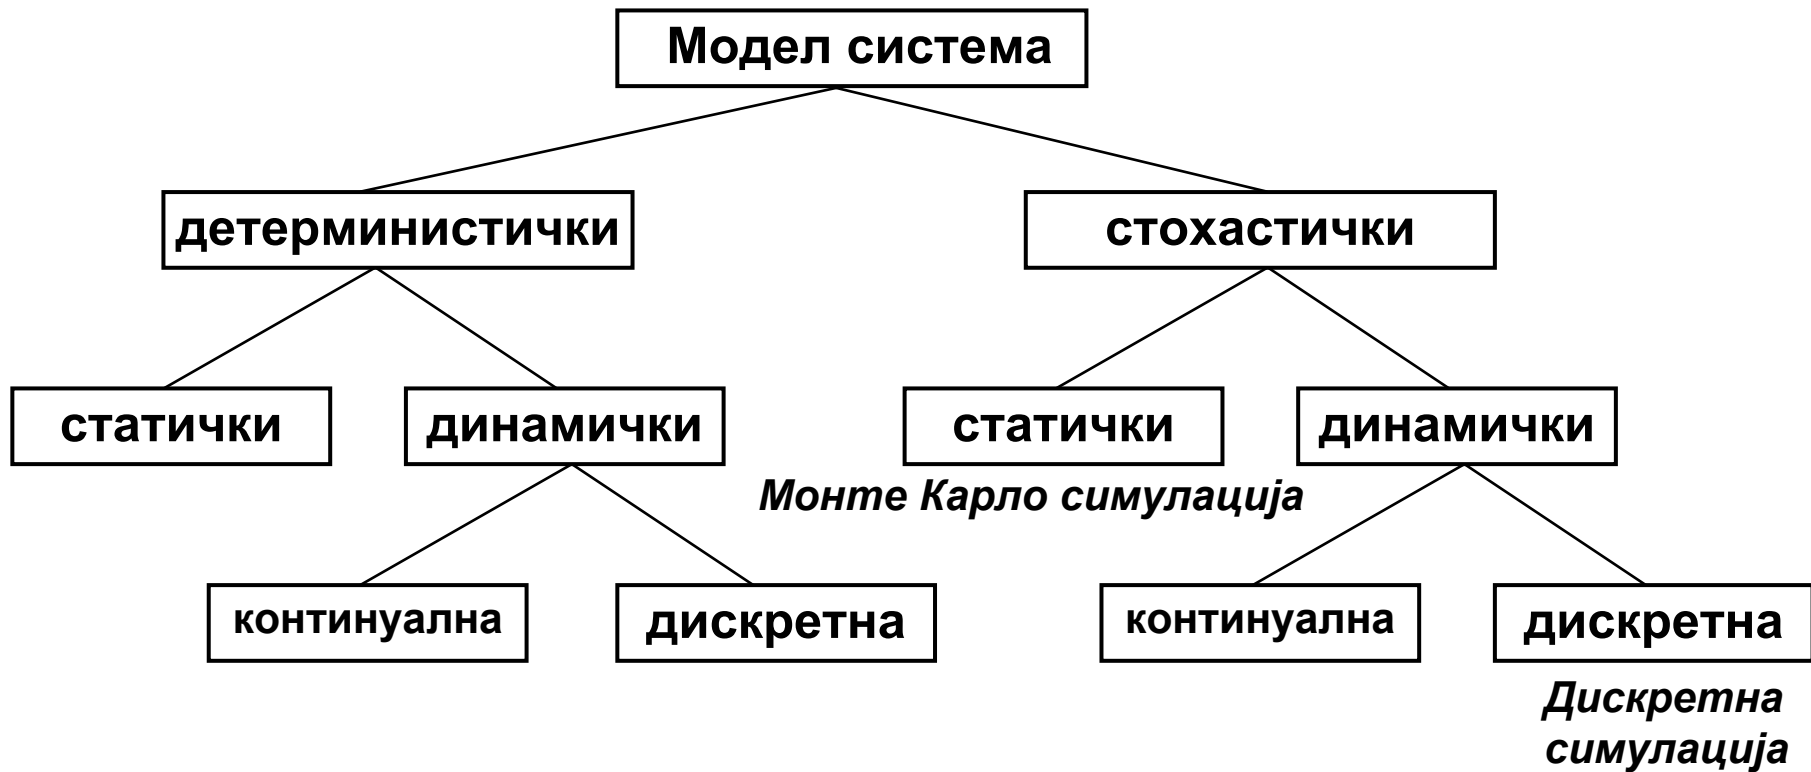 Модел система
детерминистички
стохастички
статички
динамички
статички
динамички
Монте Карло симулација
континуална
дискретна
континуална
дискретна
Дискретна
симулација